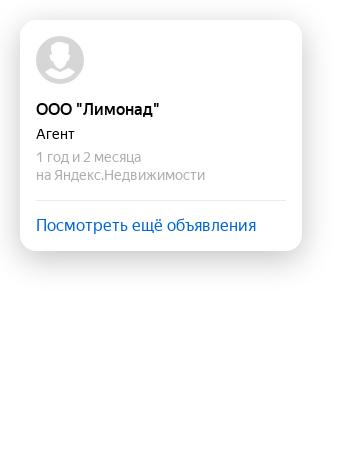 ООО "Лимонад"
Агент
1 год и 2 месяца
на Яндекс.Недвижимости
Посмотреть ещё объявления